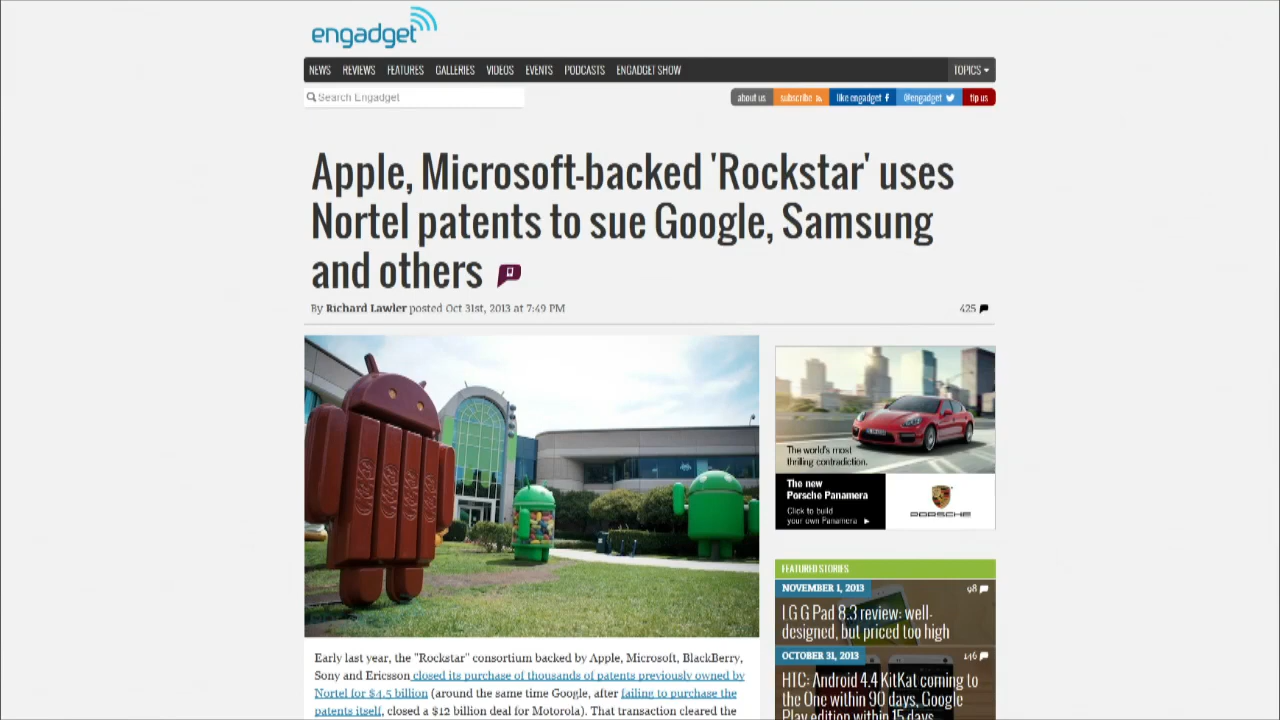 engadget
NEWS REVIEWS FEATURES GALLERIES VIDEOS EVENTS PODCASTS ENGADGET SHOW TOPICS
Search Engadget
about us subscribe like engadget @engadget tip us
Apple, Microsoft-backed 'Rockstar' uses
Nortel patents to sue Google, Samsung
and others
By Richard Lawler posted Oct 31st, 2013 at 7:49 PM
425
The world's most
thrilling contradiction.
The new
Porsche Panamera
Click to build
your own Panamera
PORSCHE
FEATURED STORIES
NOVEMBER 1, 2013 98
LG G Pad 8.3 review: well-
designed, but priced too high
OCTOBER 31, 2013 146
HTC: Android 4.4 KitKat coming to
the One within 90 days, Google
Play edition within 15 days
Early last year, the "Rockstar" consortium backed by Apple, Microsoft, BlackBerry,
Sony and Ericsson closed its purchase of thousands of patents previously owned by
Nortel for $4.5 billion (around the same time Google, after failing to purchase the
patents itself, closed a $12 billion deal for Motorola). That transaction cleared the